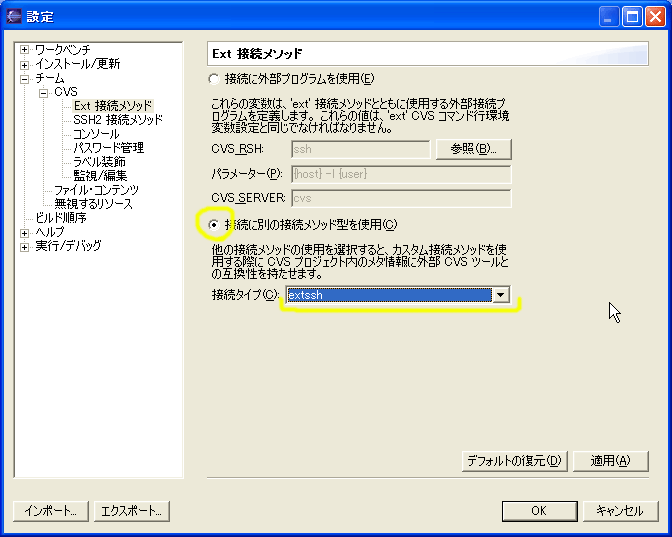 設定
ワークベンチ
インストール/更新
チーム
CVS
Ext 接続メソッド
SSH2 接続メソッド
コンソール
パスワード管理
ラベル装飾
監視/編集
ファイル・コンテンツ
無視するリソース
ビルド順序
ヘルプ
実行/デバッグ
Ext 接続メソッド
接続に外部プログラムを使用(E)
これらの変数は、'ext' 接続メソッドとともに使用する外部接続プ
ログラムを定義します。これらの値は、'ext' CVS コマンド行環境
変数設定と同じでなければなりません。
CVS_RSH: ssh 参照(B)...
パラメーター(P): {host} -l {user}
CVS_SERVER: cvs
接続に別の接続メソッド型を使用(C)
他の接続メソッドの使用を選択すると、カスタム接続メソッドを使
用する際に CVS プロジェクト内のメタ情報に外部 CVS ツールと
の互換性を持たせます。
接続タイプ(C): extssh
デフォルトの復元(D) 適用(A)
インポート... エクスポート... OK キャンセル